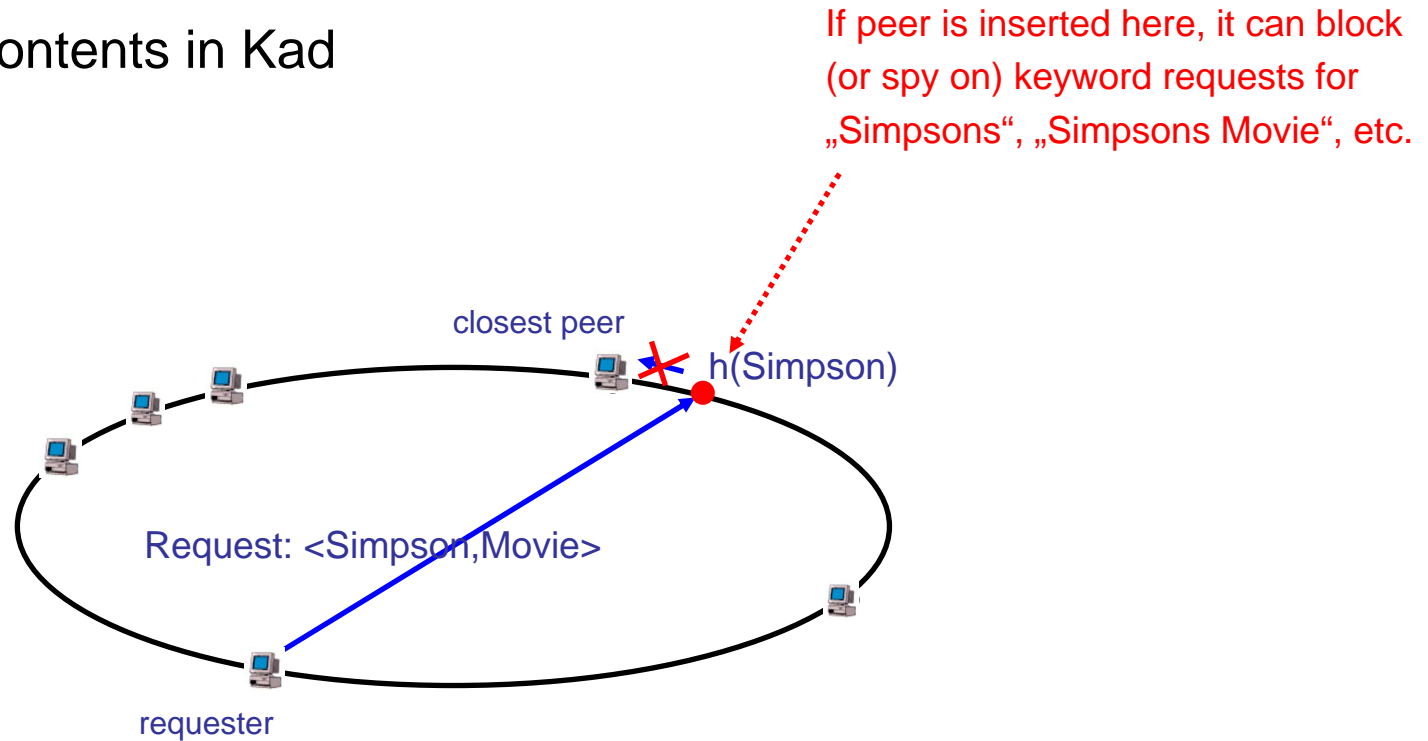 ontents in Kad
If peer is inserted here, it can block
(or spy on) keyword requests for
„Simpsons“, „Simpsons Movie“, etc.
closest peer
h(Simpson)
Request: <Simpson,Movie>
requester